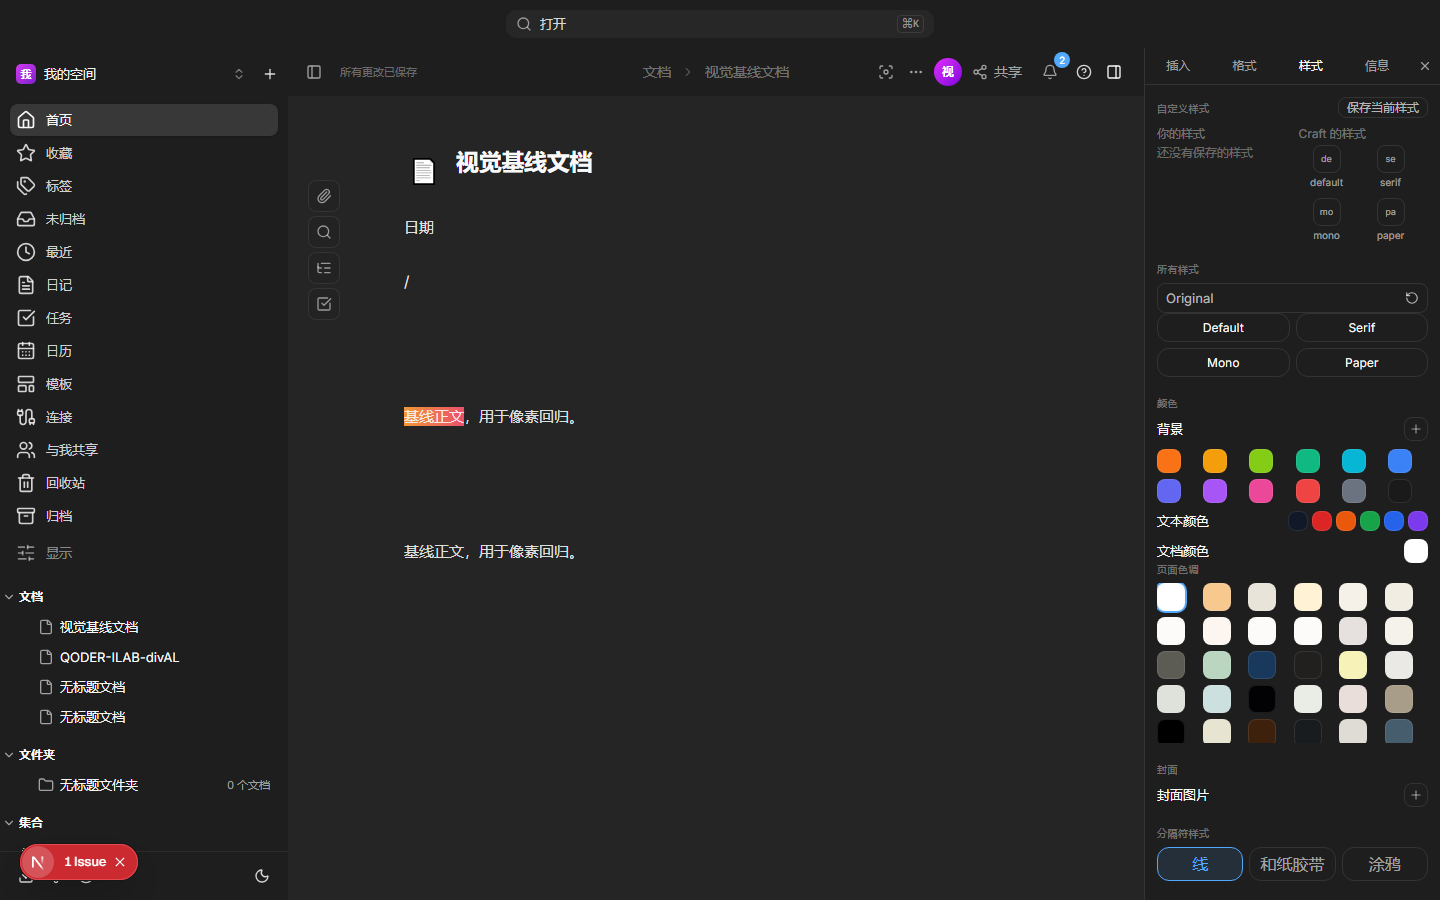 打开
⌘K
我 我的空间
首页
收藏
标签
未归档
最近
日记
任务
日历
模板
连接
与我共享
回收站
归档
显示
文档
视觉基线文档
QODER-ILAB-divAL
无标题文档
无标题文档
文件夹
无标题文件夹 0 个文档
集合
N 1 Issue
所有更改已保存
文档 视觉基线文档
视 共享 2
视觉基线文档
日期
/
基线正文，用于像素回归。
基线正文，用于像素回归。
插入 格式 样式 信息
自定义样式 保存当前样式
你的样式 Craft 的样式
还没有保存的样式
de se
default serif
mo pa
mono paper
所有样式
Original
Default Serif
Mono Paper
颜色
背景
文本颜色
文档颜色
页面色调
封面
封面图片
分隔符样式
线 和纸胶带 涂鸦